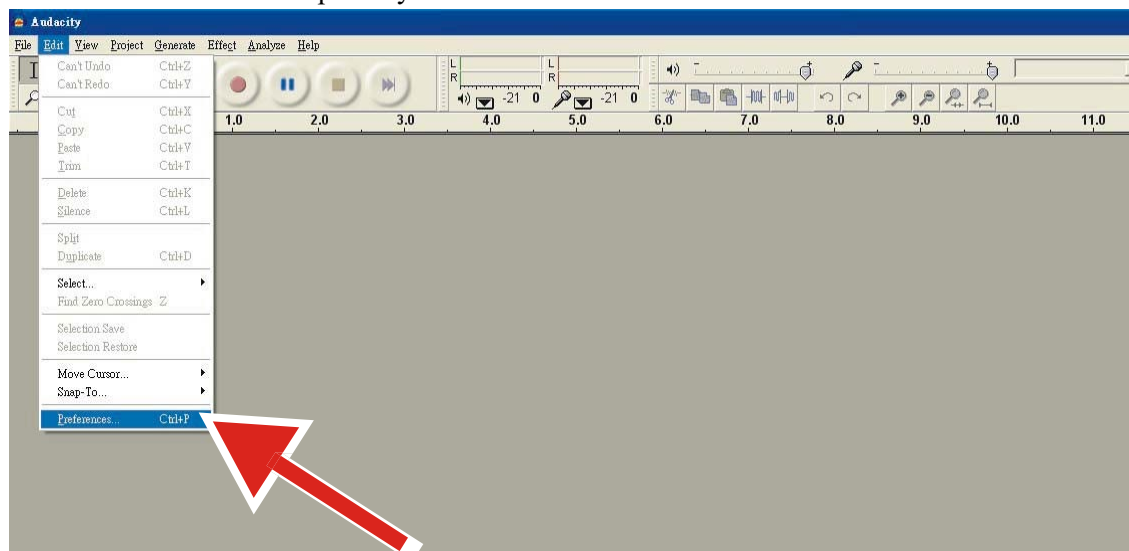 Audacity
File Edit View Project Generate Effect Analyze Help
Can't Undo Ctrl+Z
Can't Redo Ctrl+Y
Cut Ctrl+X
Copy Ctrl+C
Paste Ctrl+V
Trim Ctrl+T
Delete Ctrl+K
Silence Ctrl+L
Split
Duplicate Ctrl+D
Select...
Find Zero Crossings Z
Selection Save
Selection Restore
Move Cursor...
Snap-To...
Preferences... Ctrl+P
L L
R R
-21 0 -21 0
1.0 2.0 3.0 4.0 5.0 6.0 7.0 8.0 9.0 10.0 11.0